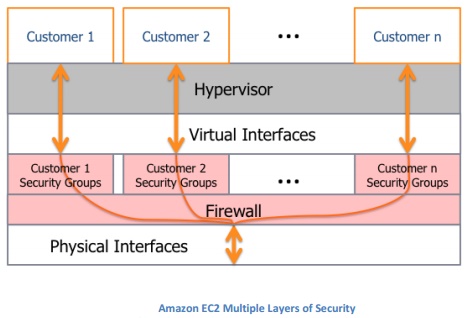 Customer 1
Customer 2
...
Customer n
Hypervisor
Virtual Interfaces
Customer 1
Security Groups
Customer 2
Security Groups
...
Customer n
Security Groups
Firewall
Physical Interfaces
Amazon EC2 Multiple Layers of Security